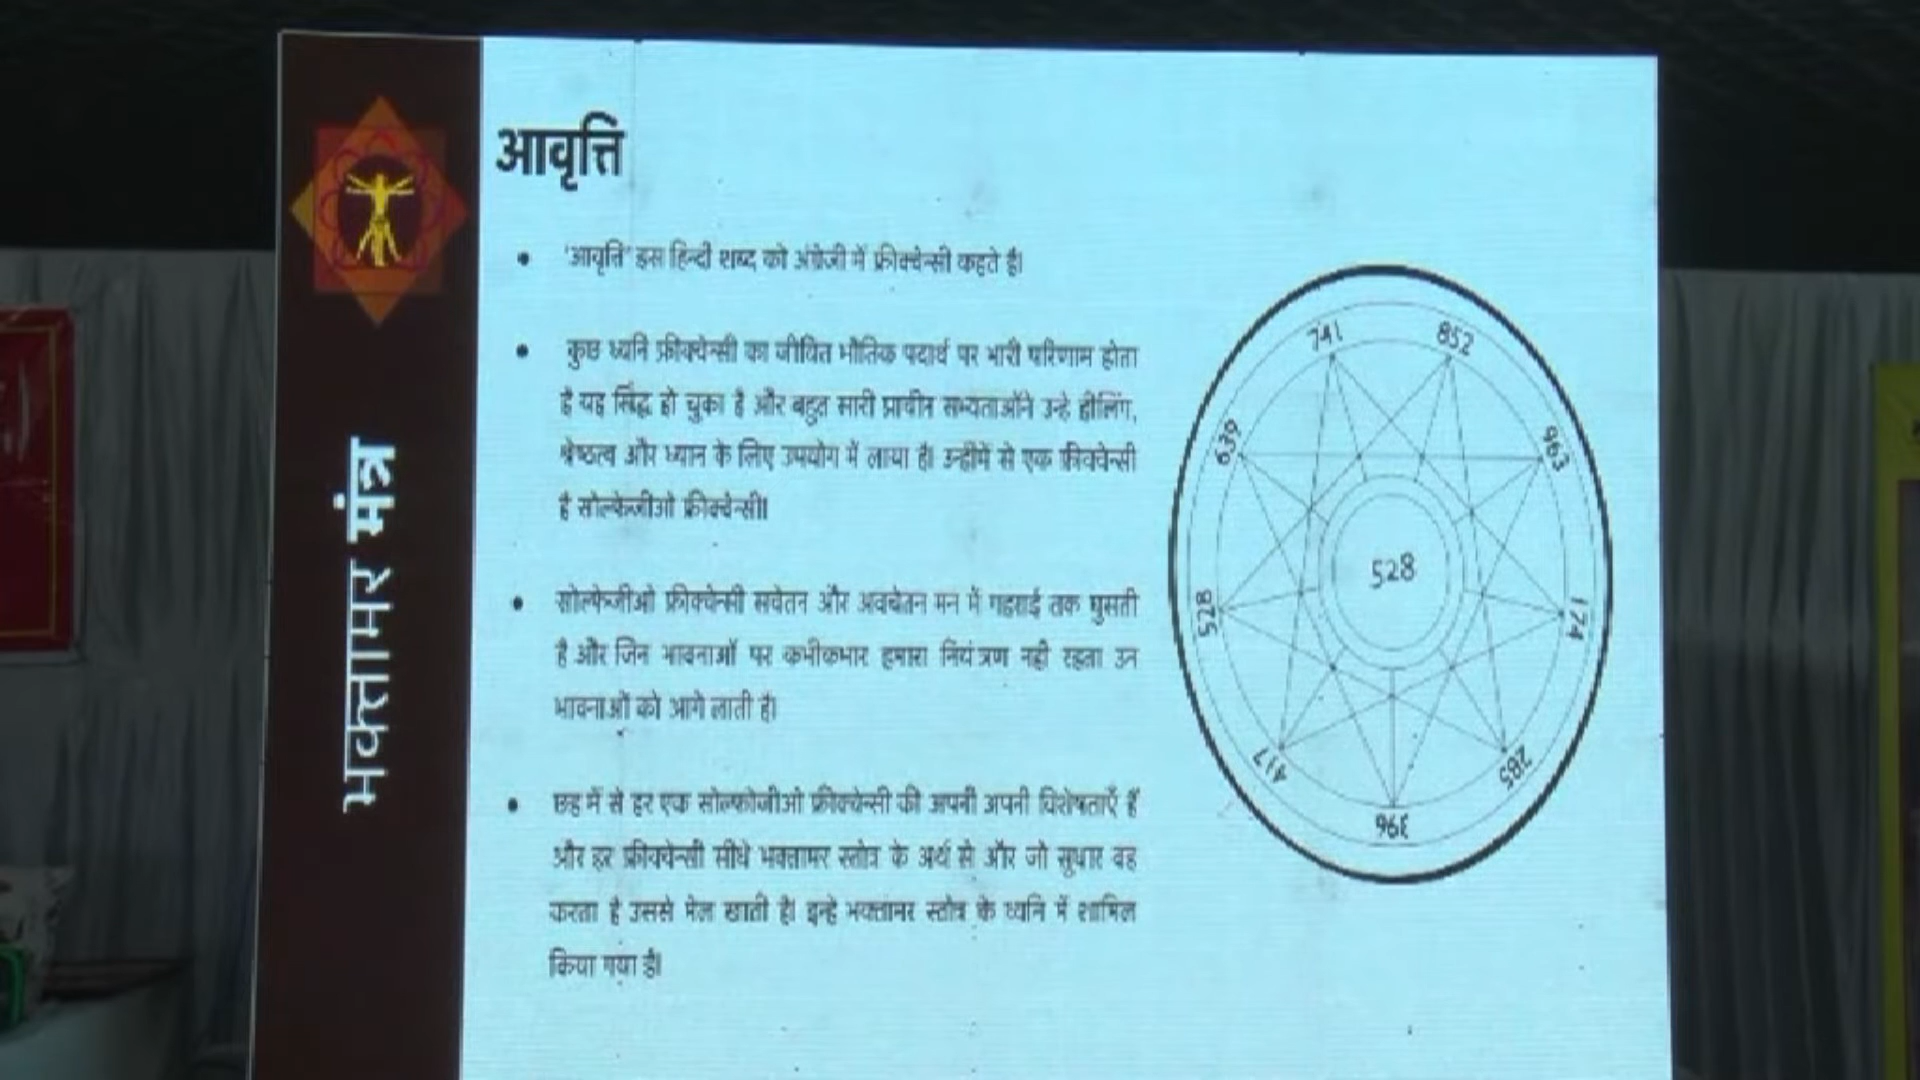 आवृत्ति
भक्तामर मंत्र
• 'आवृत्ति' इस हिन्दी शब्द को अंग्रेजी में फ्रीक्वेन्सी कहते है।
• कुछ ध्वनि फ्रीक्वेन्सी का जीवित भौतिक पदार्थ पर भारी परिणाम होता
है यह सिद्ध हो चुका है और बहुत सारी प्राचीन सभ्यताओंने उन्हे हीलिंग,
श्रेष्ठत्व और ध्यान के लिए उपयोग में लाया है। उन्हीमें से एक फ्रीक्वेन्सी
है सोल्फेजीओ फ्रीक्वेन्सी।
• सोल्फेजीओ फ्रीक्वेन्सी सचेतन और अवचेतन मन में गहराई तक घुसती
है और जिन भावनाओं पर कभीकभार हमारा नियंत्रण नही रहता उन
भावनाओं को आगे लाती है।
• छह में से हर एक सोल्फोजीओ फ्रीक्वेन्सी की अपनी अपनी विशेषताएँ हैं
और हर फ्रीक्वेन्सी सीधे भक्तामर स्तोत्र के अर्थ से और जो सुधार वह
करता है उससे मेल खाती है। इन्हे भक्तामर स्तोत्र के ध्वनि में शामिल
किया गया है।
741
852
963
174
285
396
417
528
639
528